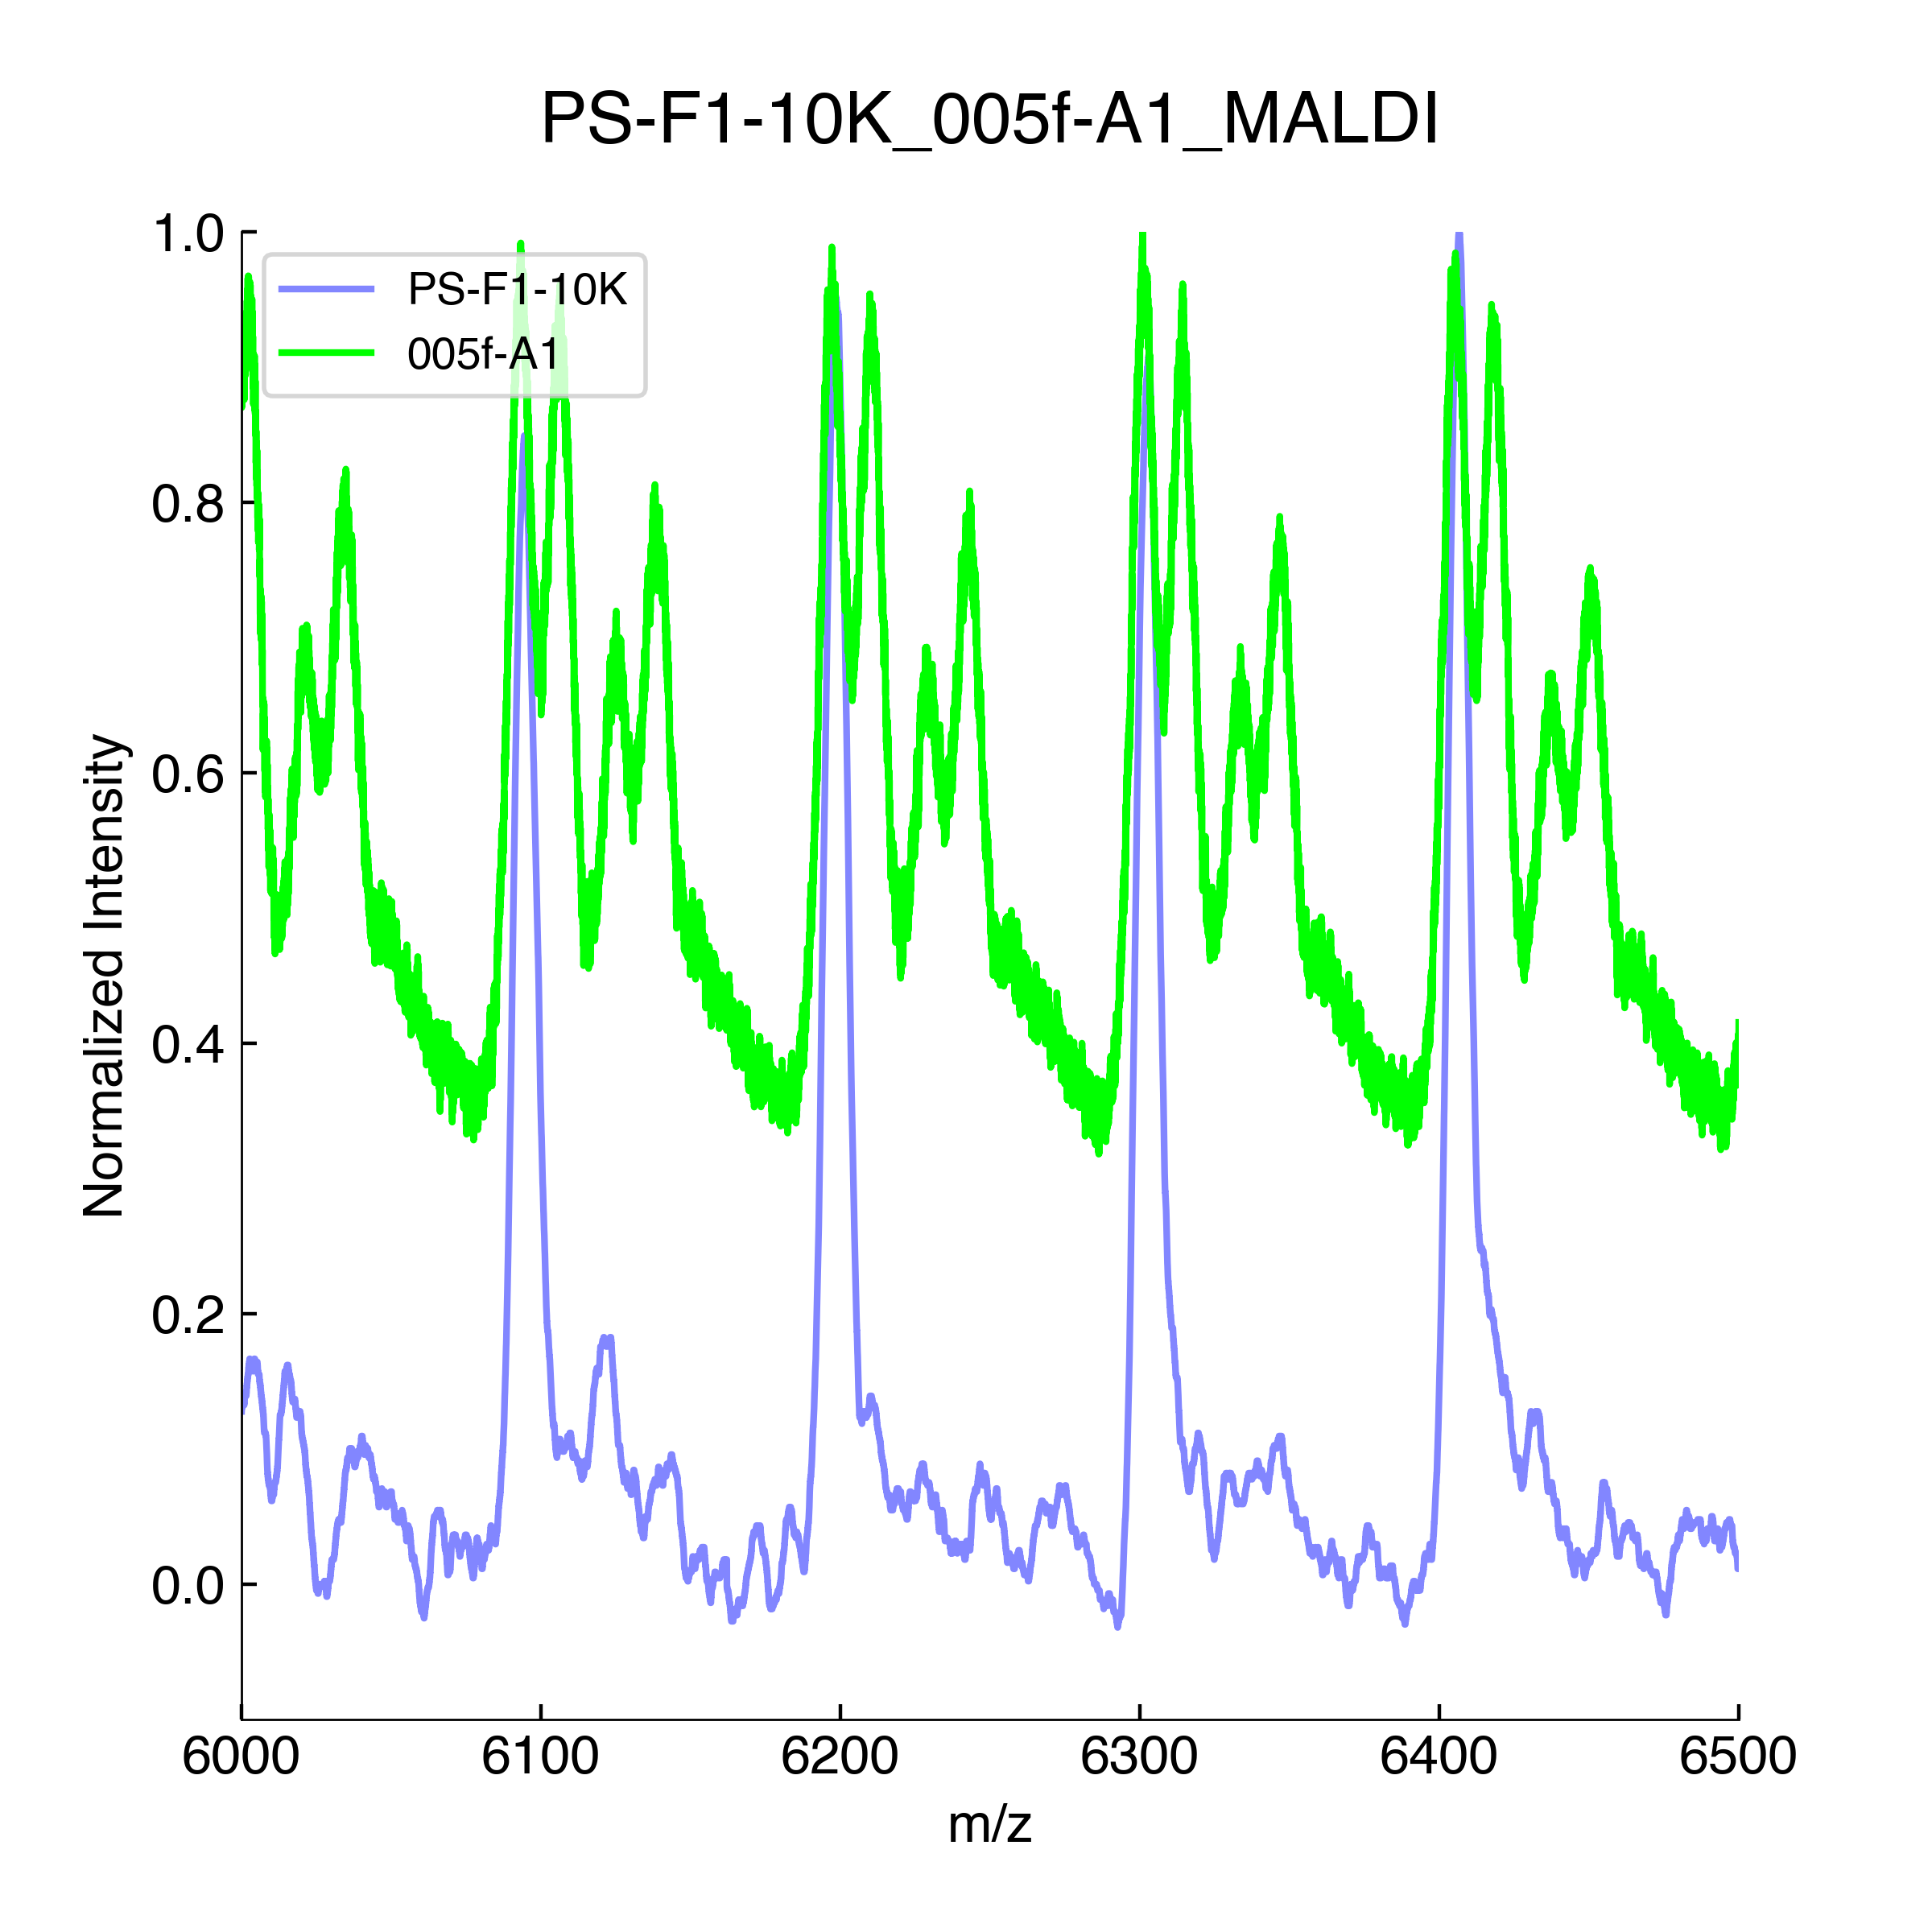 PS-F1-10K_005f-A1_MALDI
1.0
PS-F1-10K
005f-A1
0.8
0.6
0.4
0.2
0.0
Normalized Intensity
6000 6100 6200 6300 6400 6500
m/z